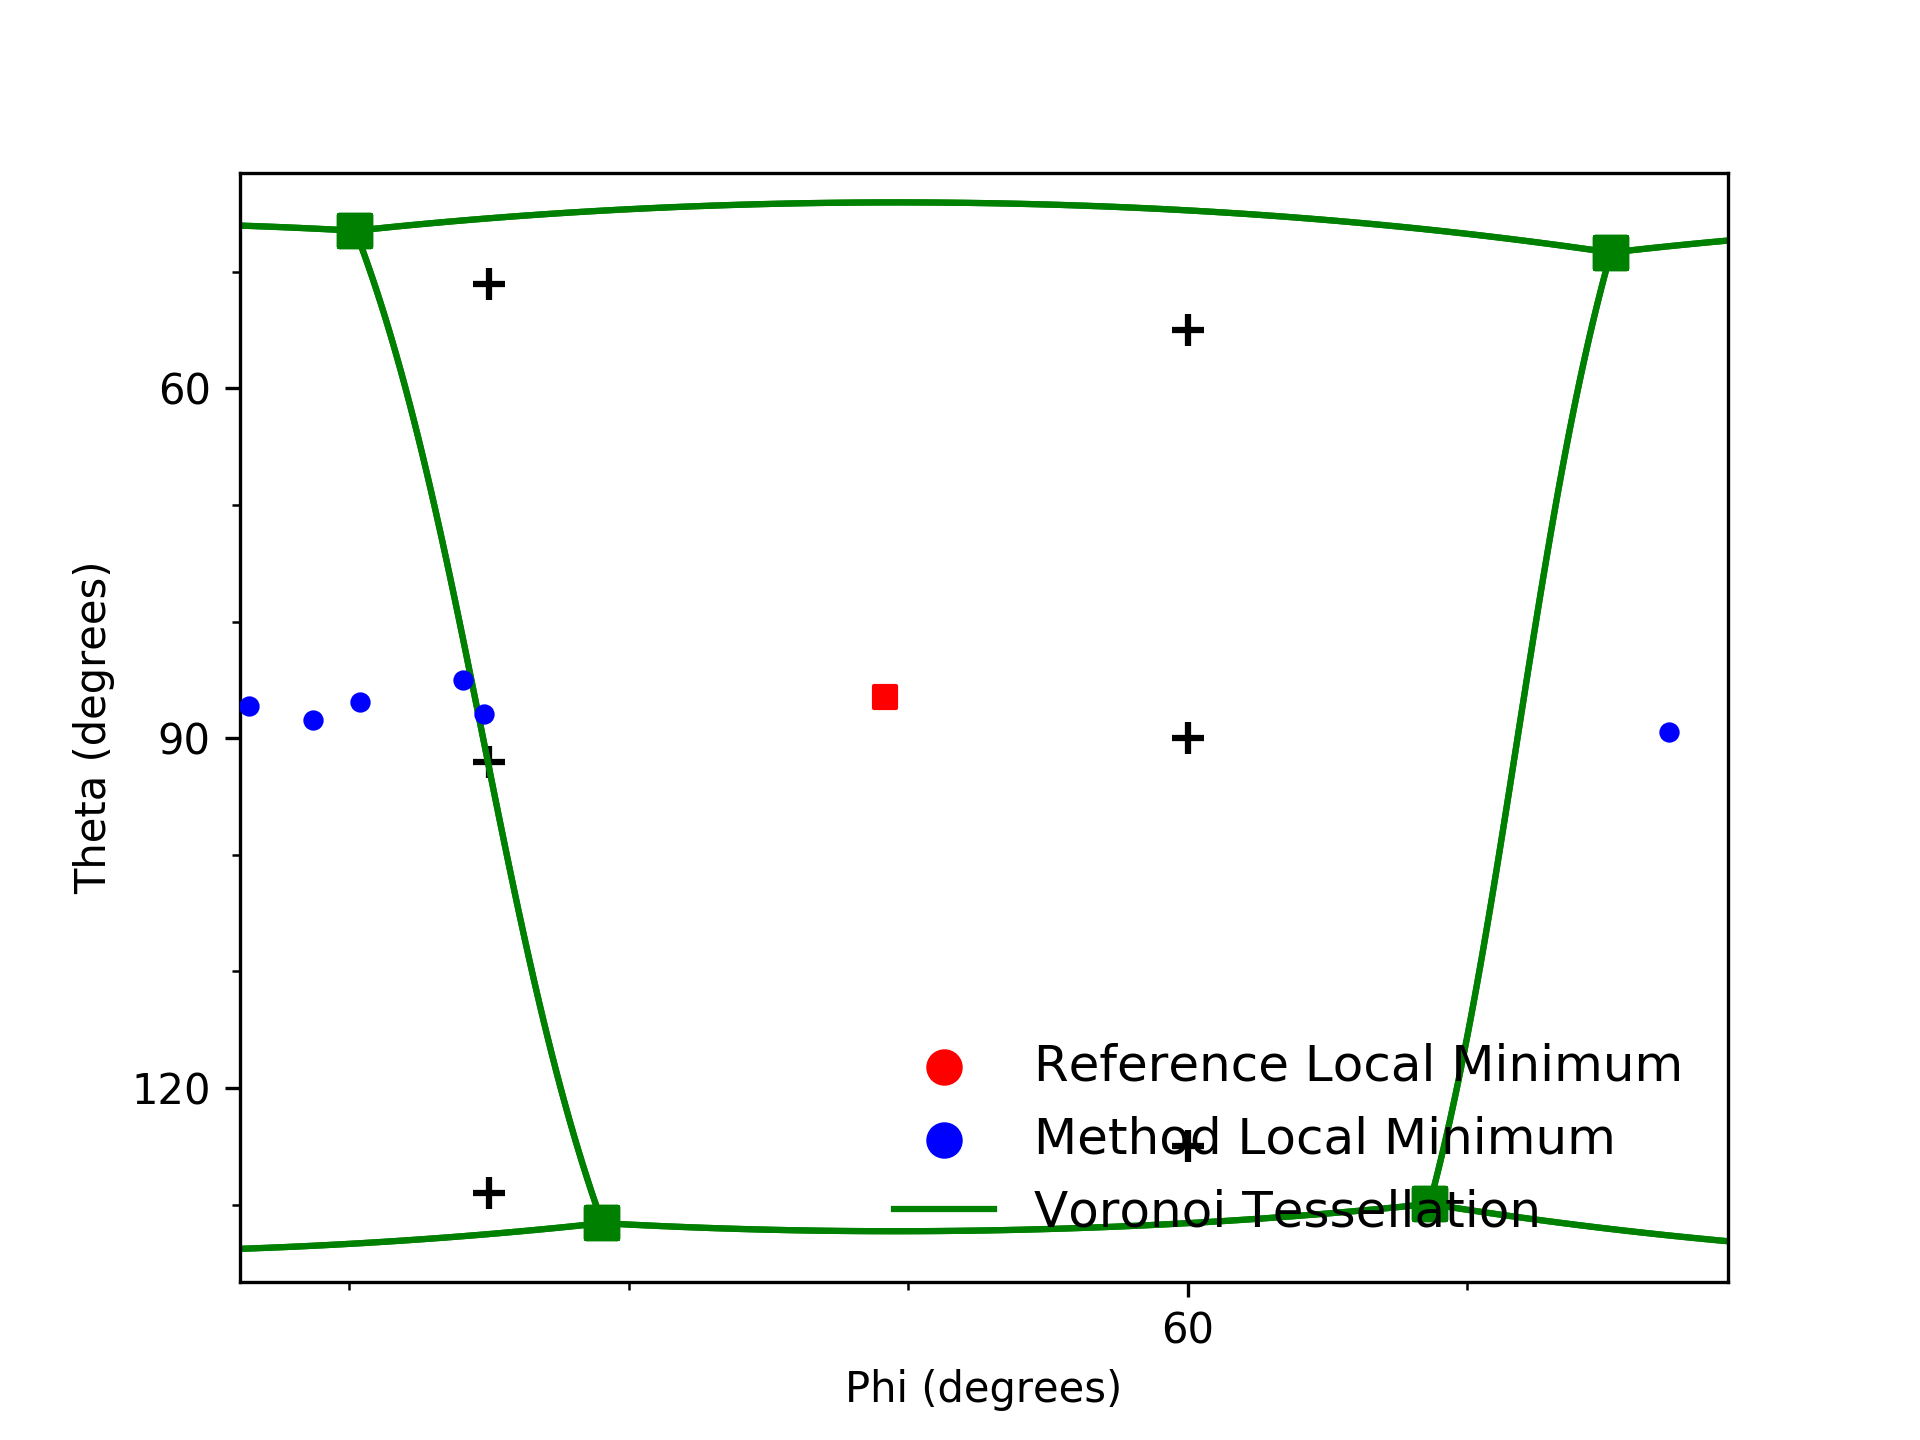 60
90
120
Theta (degrees)
Reference Local Minimum
Method Local Minimum
Voronoi Tessellation
60
Phi (degrees)